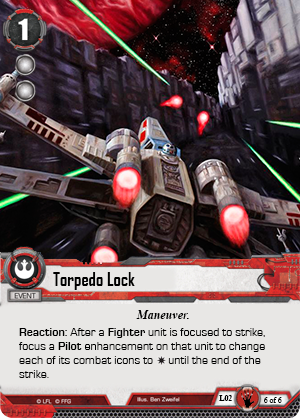 1
Torpedo Lock
EVENT
Maneuver.
Reaction: After a Fighter unit is focused to strike,
focus a Pilot enhancement on that unit to change
each of its combat icons to ✷ until the end of the
strike.
© LFL © FFG
Illus. Ben Zweifel
L02
6 of 6